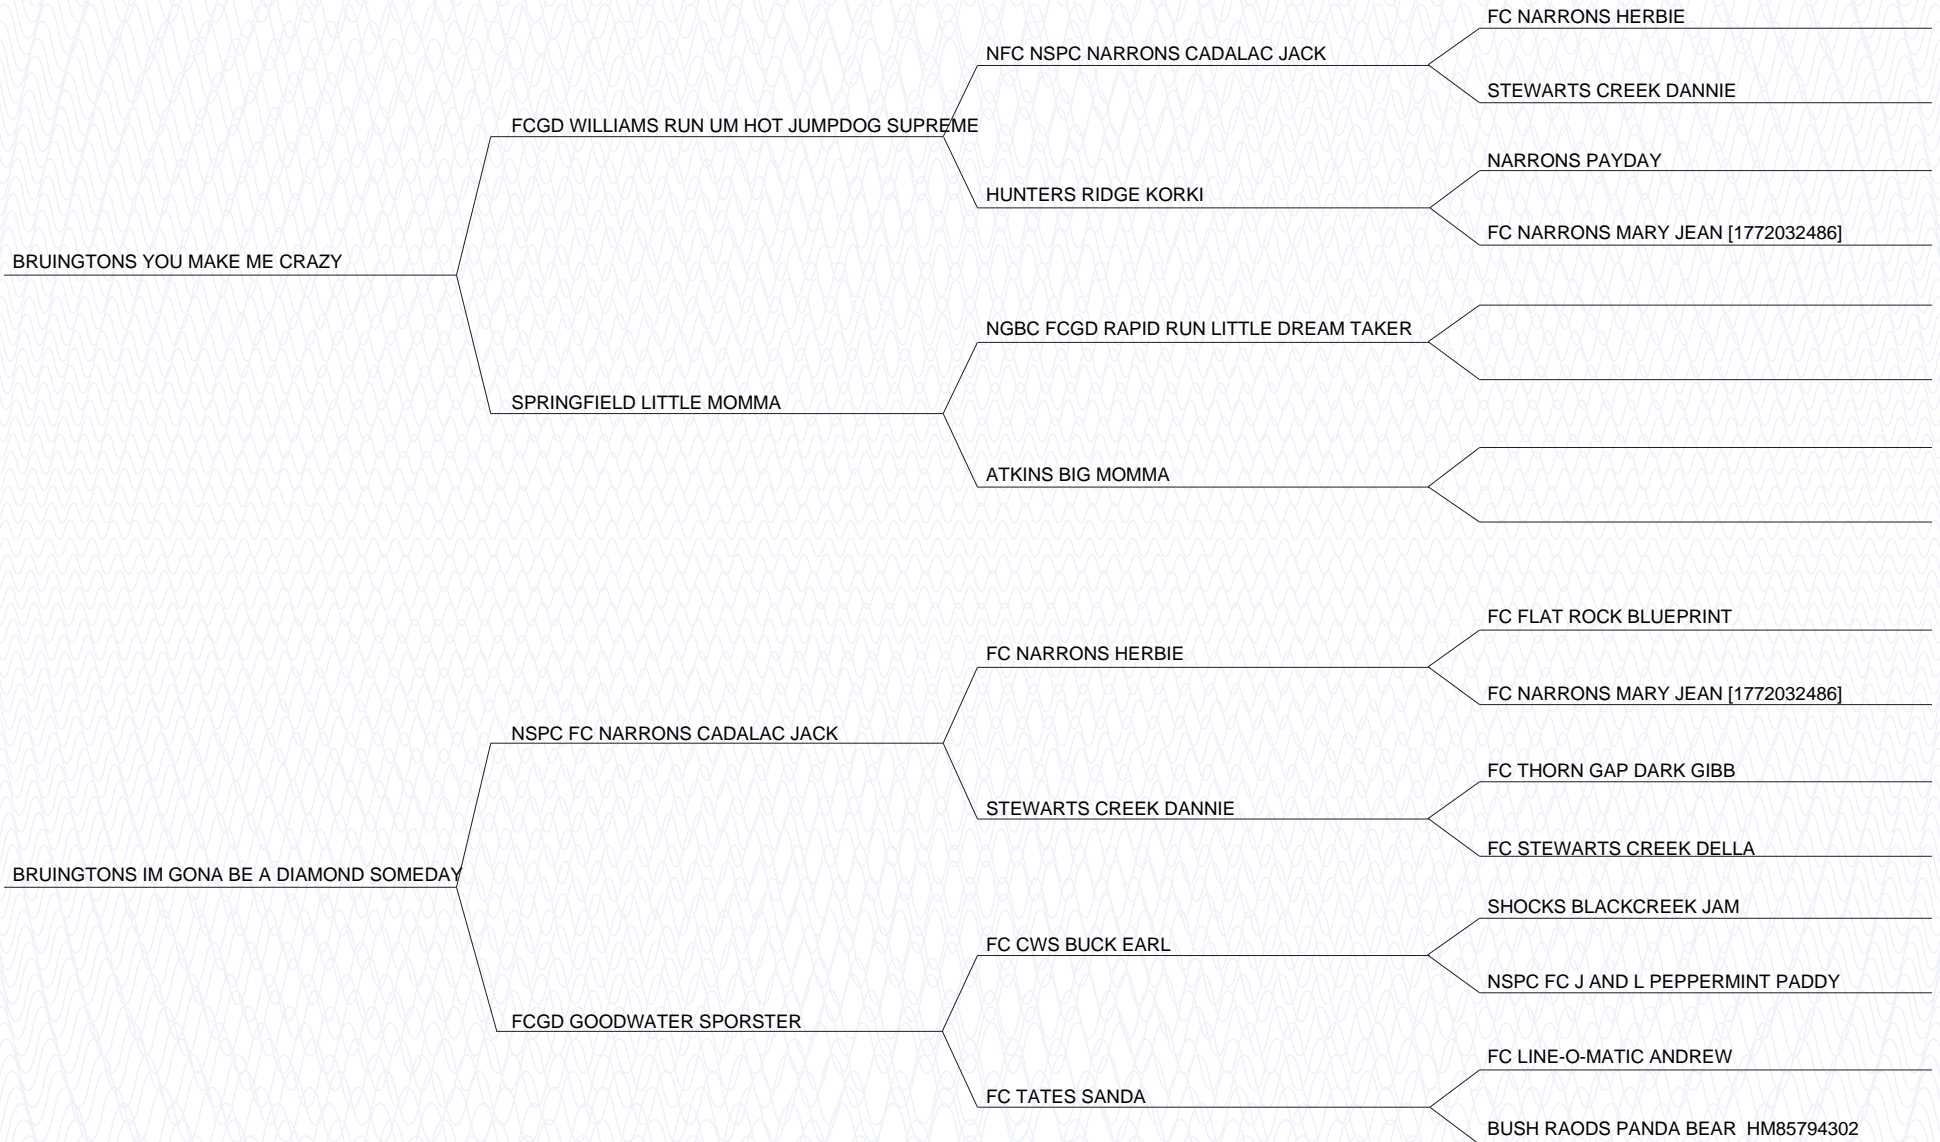 FC NARRONS HERBIE
NFC NSPC NARRONS CADALAC JACK
STEWARTS CREEK DANNIE
FCGD WILLIAMS RUN UM HOT JUMPDOG SUPREME
NARRONS PAYDAY
HUNTERS RIDGE KORKI
FC NARRONS MARY JEAN [1772032486]
BRUINGTONS YOU MAKE ME CRAZY
NGBC FCGD RAPID RUN LITTLE DREAM TAKER
SPRINGFIELD LITTLE MOMMA
ATKINS BIG MOMMA
FC FLAT ROCK BLUEPRINT
FC NARRONS HERBIE
FC NARRONS MARY JEAN [1772032486]
NSPC FC NARRONS CADALAC JACK
FC THORN GAP DARK GIBB
STEWARTS CREEK DANNIE
FC STEWARTS CREEK DELLA
BRUINGTONS IM GONA BE A DIAMOND SOMEDAY
SHOCKS BLACKCREEK JAM
FC CWS BUCK EARL
NSPC FC J AND L PEPPERMINT PADDY
FCGD GOODWATER SPORSTER
FC LINE-O-MATIC ANDREW
FC TATES SANDA
BUSH RAODS PANDA BEAR  HM85794302